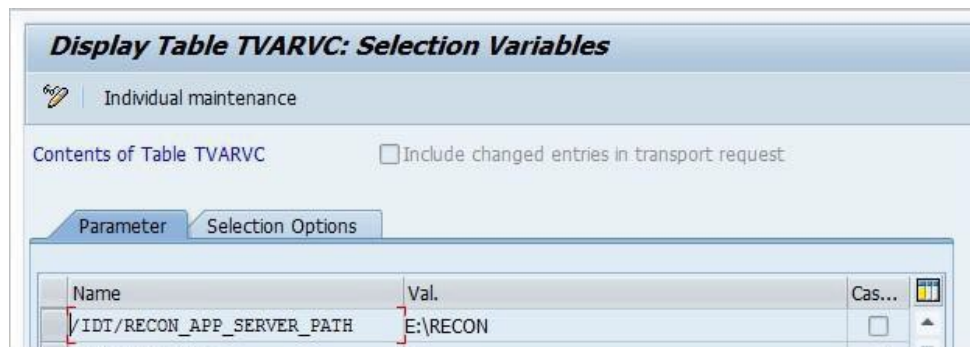 Display Table TVARVC: Selection Variables
Individual maintenance
Contents of Table TVARVC Include changed entries in transport request
Parameter Selection Options
Name Val. Cas...
/IDT/RECON_APP_SERVER_PATH E:\RECON